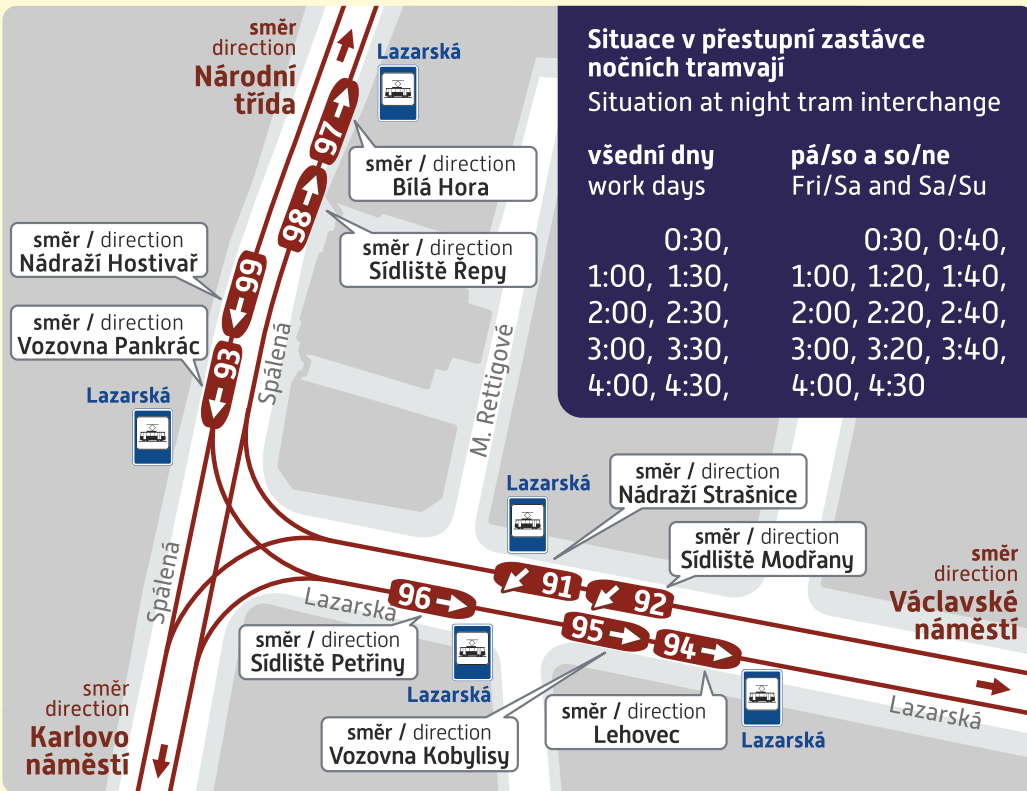 směr
direction
Národní
třída
Lazarská
97
směr / direction
Bílá Hora
98
směr / direction
Sídliště Řepy
směr / direction
Nádraží Hostivař
99
směr / direction
Vozovna Pankrác
93
Lazarská
Spálená
M. Rettigové
Situace v přestupní zastávce
nočních tramvají
Situation at night tram interchange
všední dny
work days
0:30,
1:00, 1:30,
2:00, 2:30,
3:00, 3:30,
4:00, 4:30,
pá/so a so/ne
Fri/Sa and Sa/Su
0:30, 0:40,
1:00, 1:20, 1:40,
2:00, 2:20, 2:40,
3:00, 3:20, 3:40,
4:00, 4:30
Lazarská
směr / direction
Nádraží Strašnice
směr / direction
Sídliště Modřany
91
92
Spálená
Lazarská
96
95
94
směr
direction
Václavské
náměstí
směr / direction
Sídliště Petřiny
Lazarská
směr / direction
Vozovna Kobylisy
směr / direction
Lehovec
Lazarská
Lazarská
směr
direction
Karlovo
náměstí